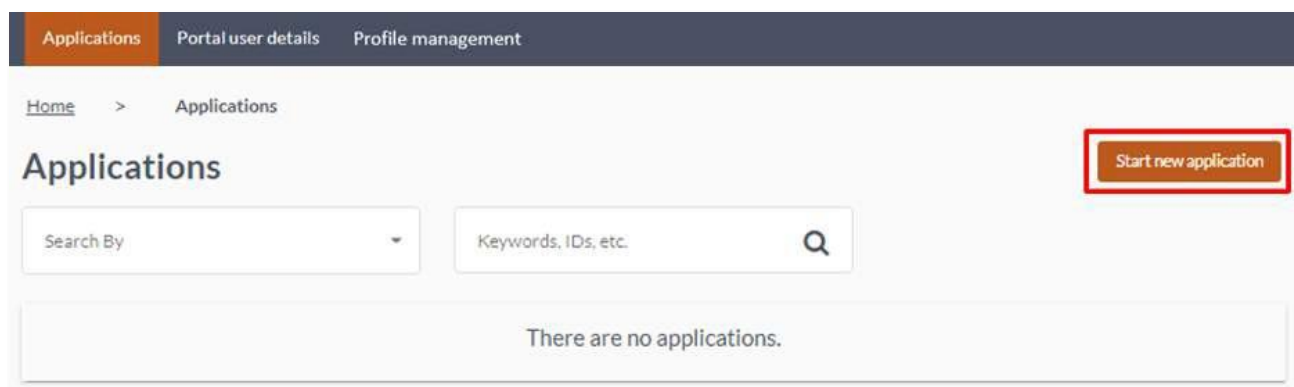 Applications Portal user details Profile management
Home > Applications
Applications
Start new application
Search By
Keywords, IDs, etc.
There are no applications.